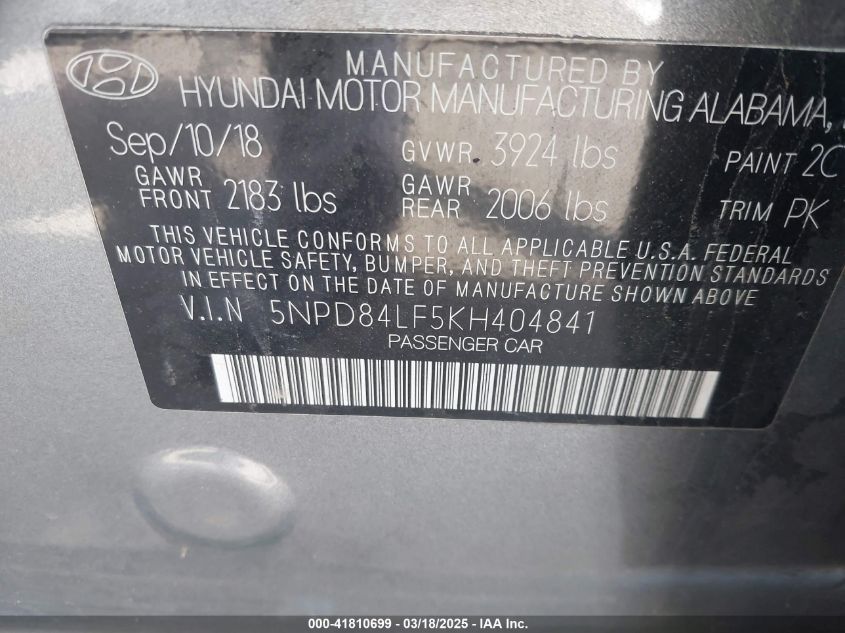 MANUFACTURED BY
HYUNDAI MOTOR MANUFACTURING ALABAMA,
Sep/10/18 GVWR 3924 lbs PAINT 2C
GAWR FRONT 2183 lbs GAWR REAR 2006 lbs TRIM PK
THIS VEHICLE CONFORMS TO ALL APPLICABLE U.S.A. FEDERAL
MOTOR VEHICLE SAFETY, BUMPER, AND THEFT PREVENTION STANDARDS
IN EFFECT ON THE DATE OF MANUFACTURE SHOWN ABOVE
V.I.N 5NPD84LF5KH404841
PASSENGER CAR
000-41810699 - 03/18/2025 - IAA Inc.